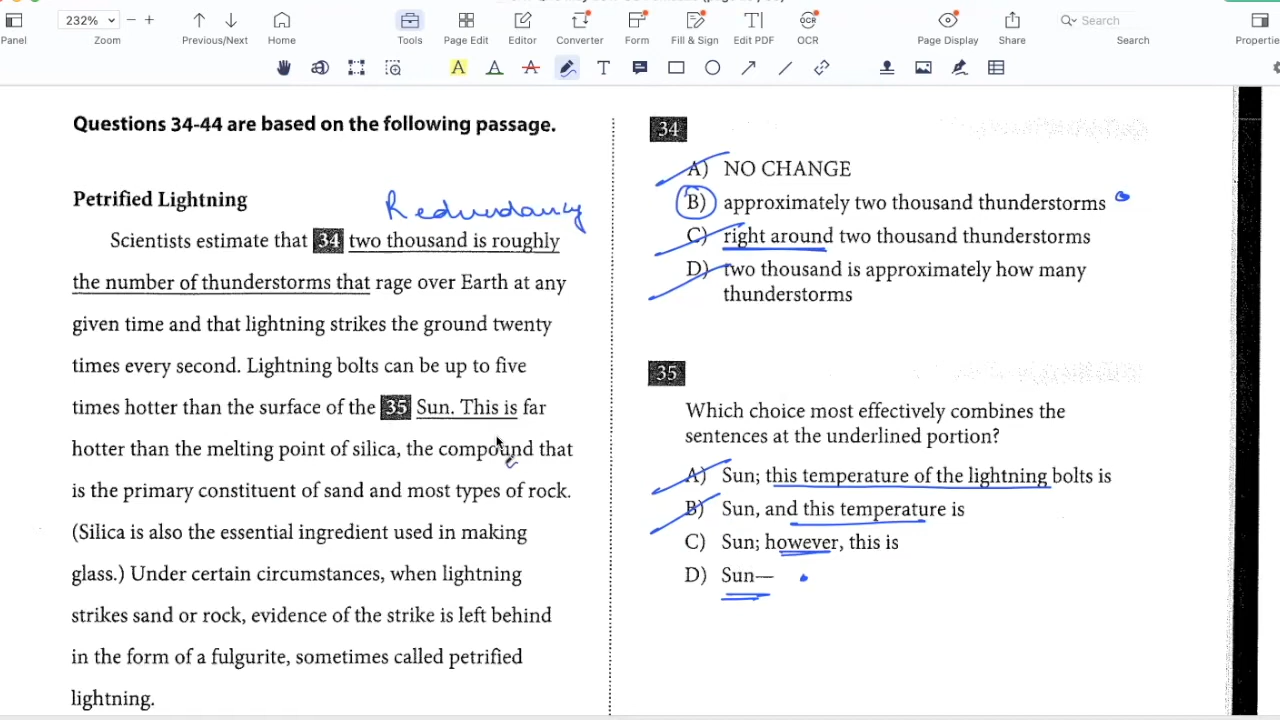 232%
Panel
Zoom
Previous/Next
Home
Tools
Page Edit
Editor
Converter
Form
Fill & Sign
Edit PDF
OCR
Page Display
Share
Search
Search
Propertie
Questions 34-44 are based on the following passage.
Petrified Lightning
Redundancy
Scientists estimate that 34 two thousand is roughly
the number of thunderstorms that rage over Earth at any
given time and that lightning strikes the ground twenty
times every second. Lightning bolts can be up to five
times hotter than the surface of the 35 Sun. This is far
hotter than the melting point of silica, the compound that
is the primary constituent of sand and most types of rock.
(Silica is also the essential ingredient used in making
glass.) Under certain circumstances, when lightning
strikes sand or rock, evidence of the strike is left behind
in the form of a fulgurite, sometimes called petrified
lightning.
34
A) NO CHANGE
B) approximately two thousand thunderstorms
C) right around two thousand thunderstorms
D) two thousand is approximately how many
thunderstorms
35
Which choice most effectively combines the
sentences at the underlined portion?
A) Sun; this temperature of the lightning bolts is
B) Sun, and this temperature is
C) Sun; however, this is
D) Sun—